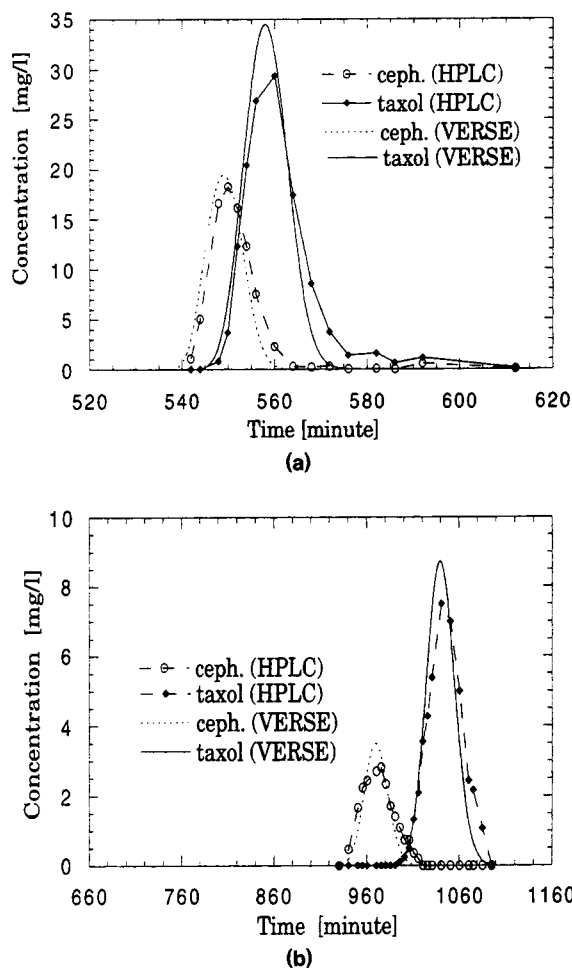 35
30
25
20
15
10
5
0
Concentration [mg/l]
ceph. (HPLC)
taxol (HPLC)
ceph. (VERSE)
taxol (VERSE)
520 540 560 580 600 620
Time [minute]
(a)
10
8
6
4
2
0
Concentration [mg/l]
ceph. (HPLC)
taxol (HPLC)
ceph. (VERSE)
taxol (VERSE)
660 760 860 960 1060 1160
Time [minute]
(b)